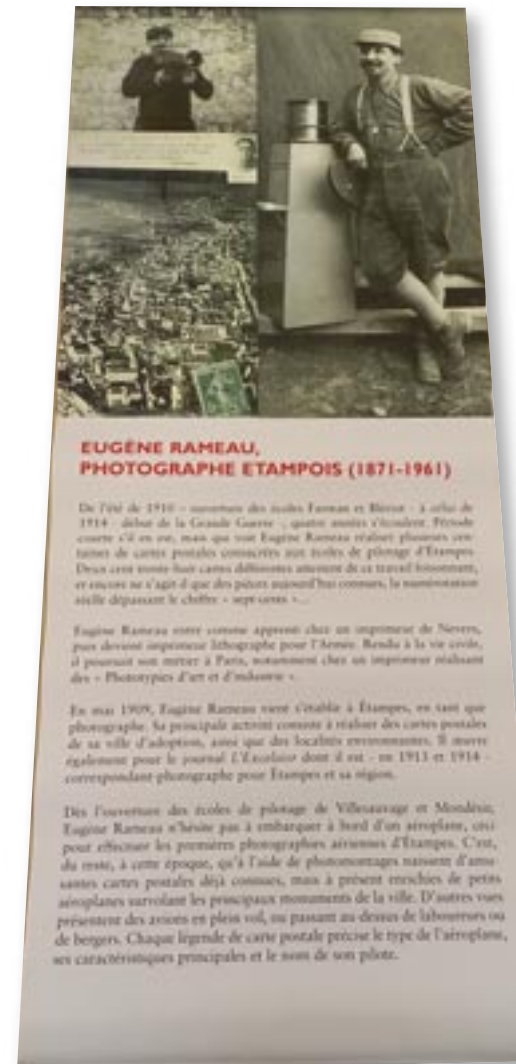 EUGÈNE RAMEAU,
PHOTOGRAPHE ETAMPOIS (1871-1961)
De l'été de 1910 - ouverture des écoles Farman et Blériot - à celui de
1914 - début de la Grande Guerre -, quatre années s'écoulent. Période
courte s'il en est, mais qui voit Eugène Rameau réaliser plusieurs cen-
taines de cartes postales consacrées aux écoles de pilotage d'Étampes.
Deux cent trente-huit cartes différentes attestent de ce travail foisonnant,
et encore ne s'agit-il que des pièces aujourd'hui connues, la numérotation
réelle dépassant le chiffre « sept-cents »...
Eugène Rameau entre comme apprenti chez un imprimeur de Nevers,
puis devient imprimeur lithographe pour l'Armée. Rendu à la vie civile,
il poursuit son métier à Paris, notamment chez un imprimeur réalisant
des « Phototypies d'art et d'industrie ».
En mai 1909, Eugène Rameau vient s'établir à Étampes, en tant que
photographe. Sa principale activité consiste à réaliser des cartes postales
de sa ville d'adoption, ainsi que des localités environnantes. Il œuvre
également pour le journal L'Excelsior dont il est - en 1913 et 1914 -
correspondant-photographe pour Étampes et sa région.
Dès l'ouverture des écoles de pilotage de Villesauvage et Mondésir,
Eugène Rameau n'hésite pas à embarquer à bord d'un aéroplane, ceci
pour effectuer les premières photographies aériennes d'Étampes. C'est,
du reste, à cette époque, qu'à l'aide de photomontages naissent d'amu-
santes cartes postales déjà connues, mais à présent enrichies de petits
aéroplanes survolant les principaux monuments de la ville. D'autres vues
présentent des avions en plein vol, ou passant au-dessus de laboureurs ou
de bergers. Chaque légende de carte postale précise le type de l'aéroplane,
ses caractéristiques principales et le nom de son pilote.